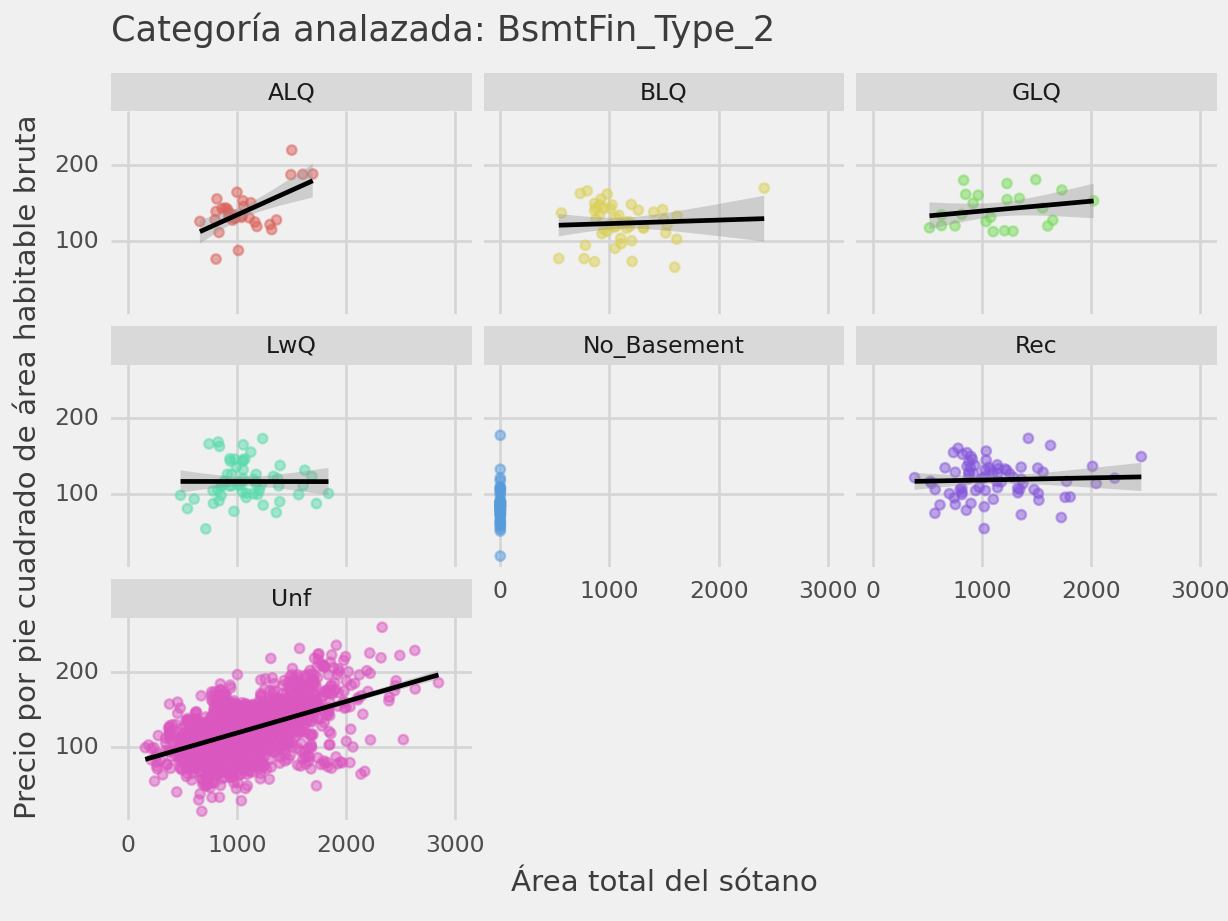 Categoría analazada: BsmtFin_Type_2
Precio por pie cuadrado de área habitable bruta
ALQ
BLQ
GLQ
200
100
LwQ
No_Basement
Rec
200
100
0
1000
2000
3000
0
1000
2000
3000
Unf
200
100
0
1000
2000
3000
Área total del sótano